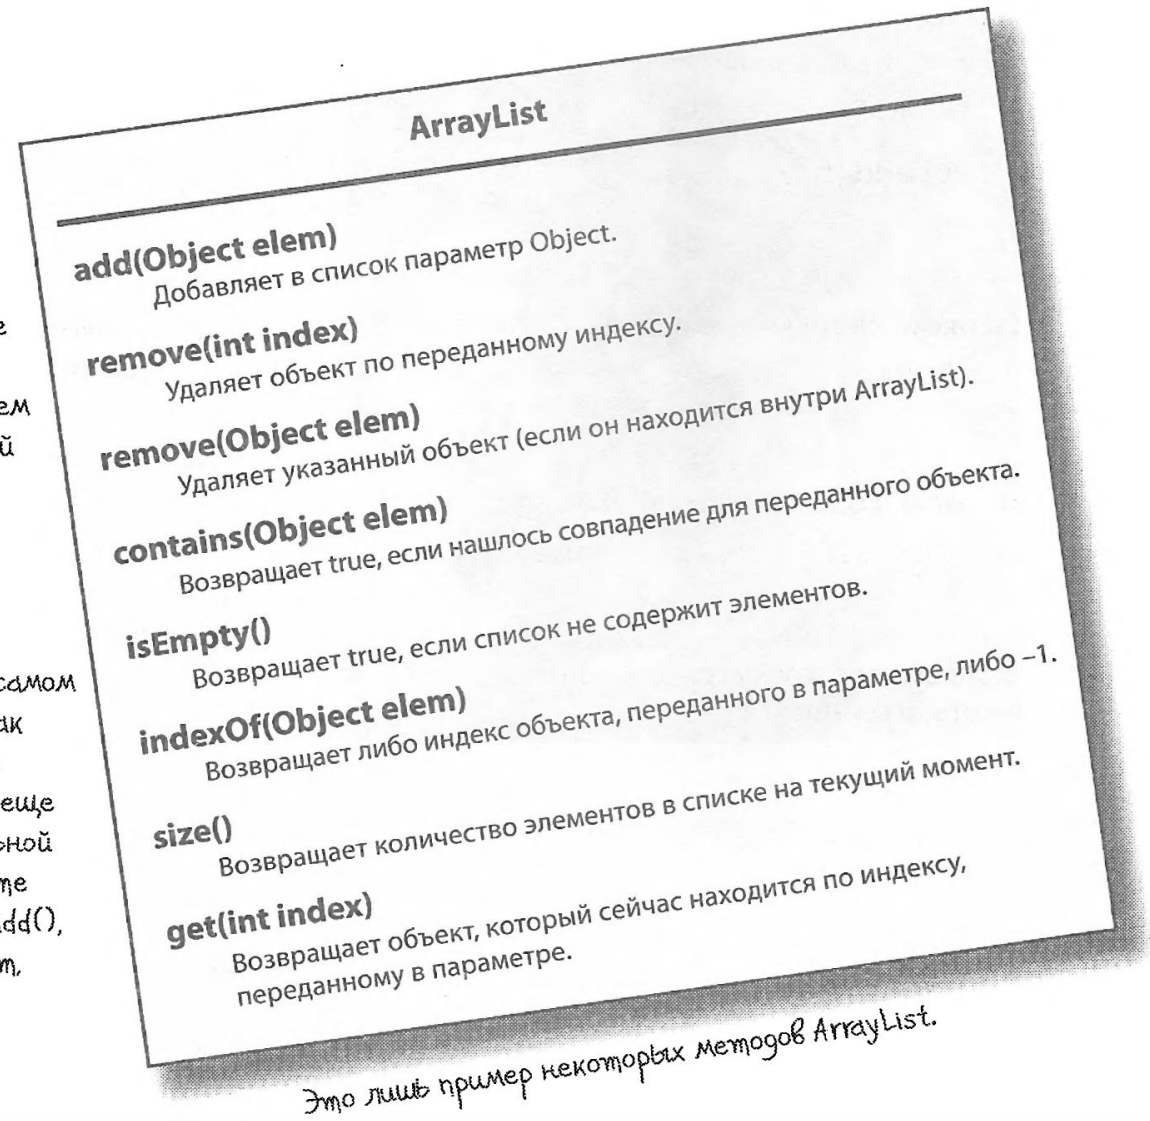 ArrayList
add(Object elem)
Добавляет в список параметр Object.
remove(int index)
Удаляет объект по переданному индексу.
remove(Object elem)
Удаляет указанный объект (если он находится внутри ArrayList).
contains(Object elem)
Возвращает true, если нашлось совпадение для переданного объекта.
isEmpty()
Возвращает true, если список не содержит элементов.
indexOf(Object elem)
Возвращает либо индекс объекта, переданного в параметре, либо –1.
size()
Возвращает количество элементов в списке на текущий момент.
get(int index)
Возвращает объект, который сейчас находится по индексу,
переданному в параметре.
Это лишь пример некоторых методов ArrayList.
самом
еще